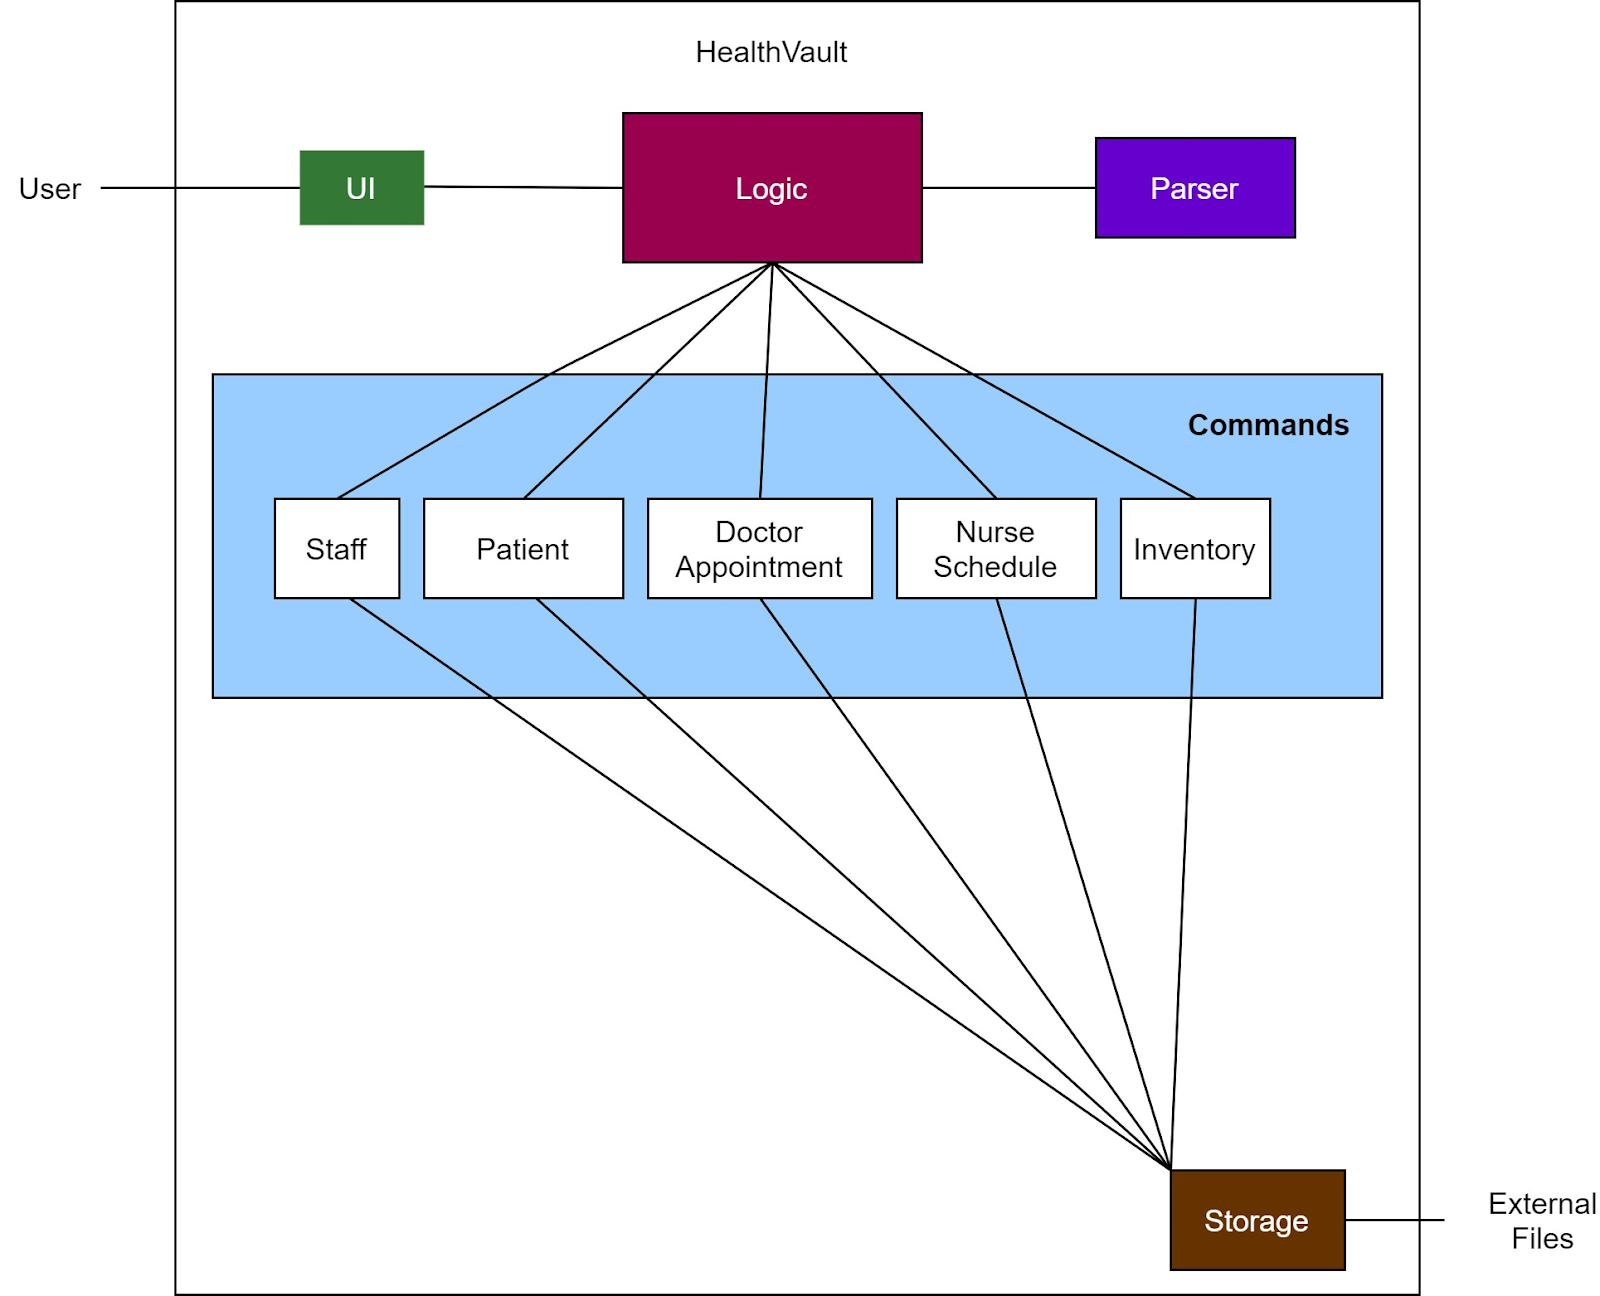 HealthVault
User
UI
Logic
Parser
Commands
Staff
Patient
Doctor
Appointment
Nurse
Schedule
Inventory
Storage
External
Files